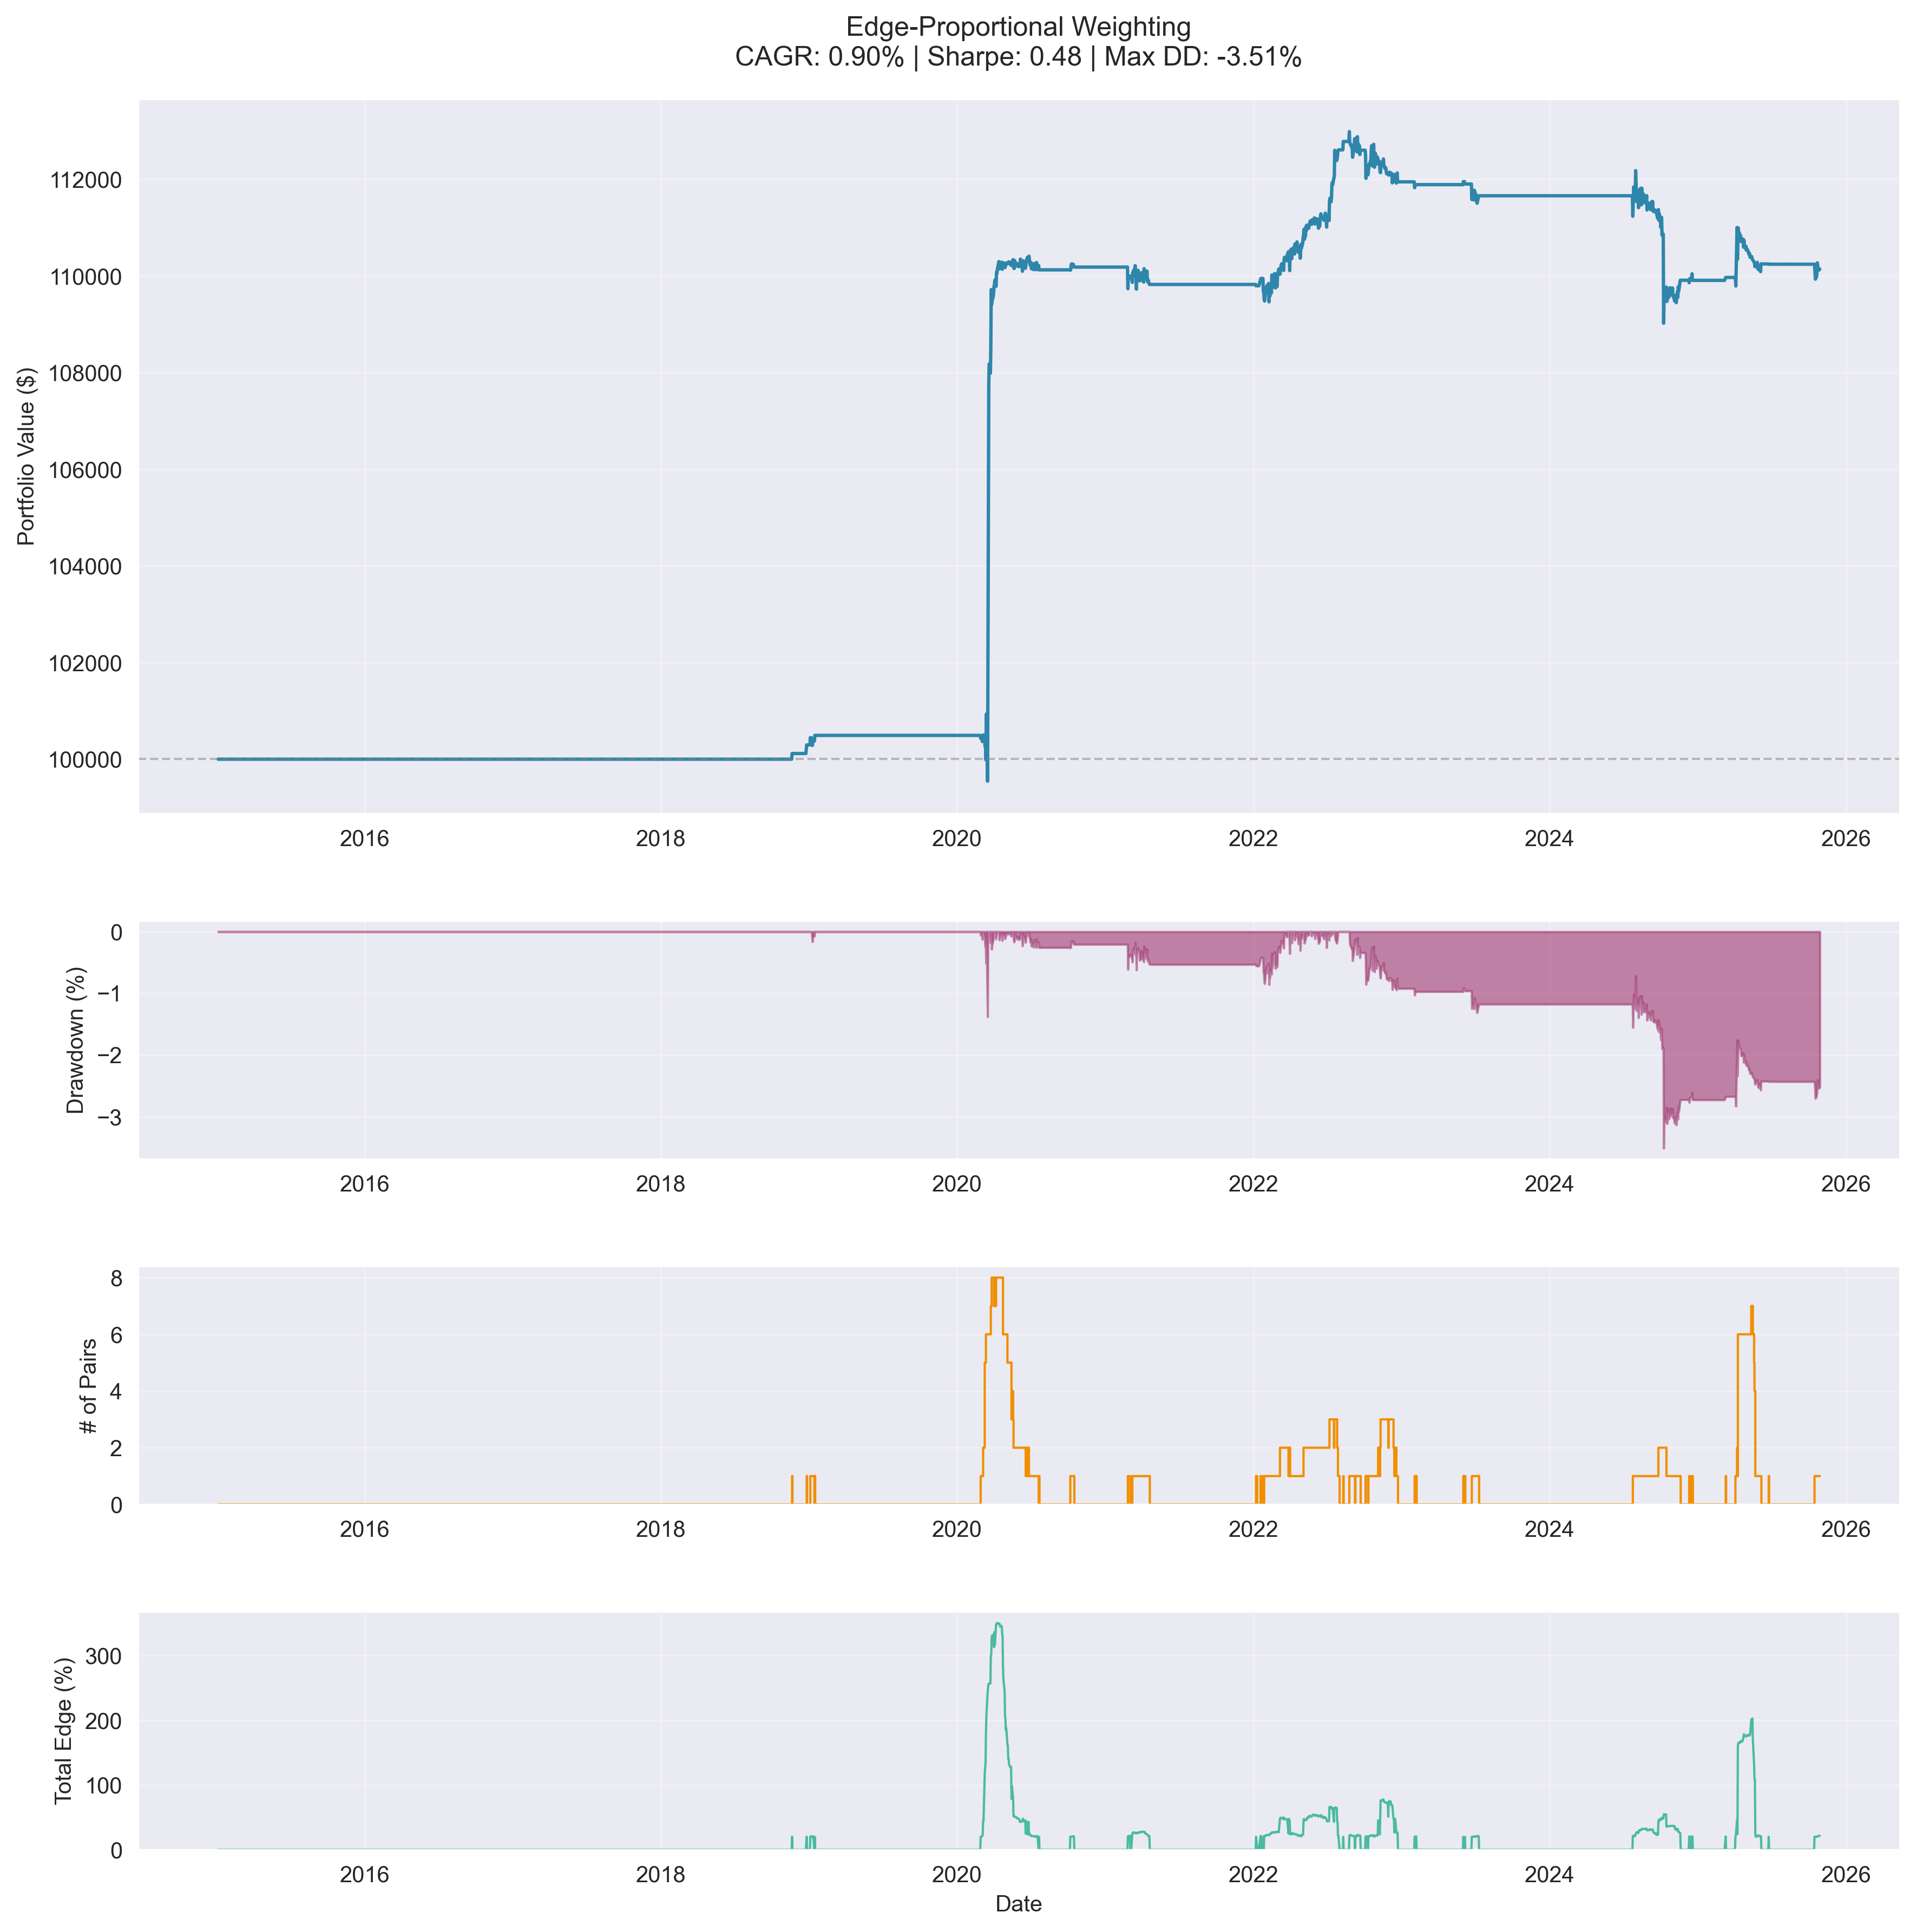 Edge-Proportional Weighting
CAGR: 0.90% | Sharpe: 0.48 | Max DD: -3.51%
Portfolio Value ($)
112000
110000
108000
106000
104000
102000
100000
2016 2018 2020 2022 2024 2026
Drawdown (%)
0
−1
−2
−3
2016 2018 2020 2022 2024 2026
# of Pairs
8
6
4
2
0
2016 2018 2020 2022 2024 2026
Total Edge (%)
300
200
100
0
2016 2018 2020 2022 2024 2026
Date